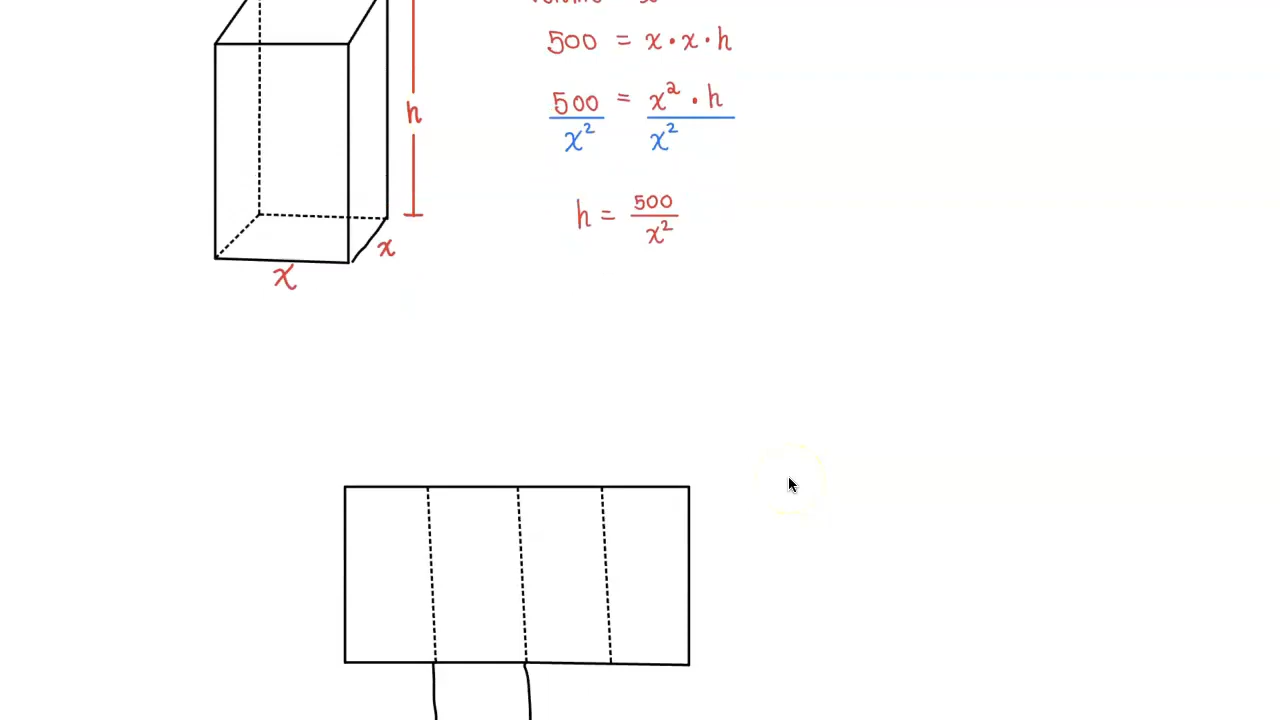 500 = x · x · h
h
500 = x² · h
x² x²
h = 500
x²
x
x